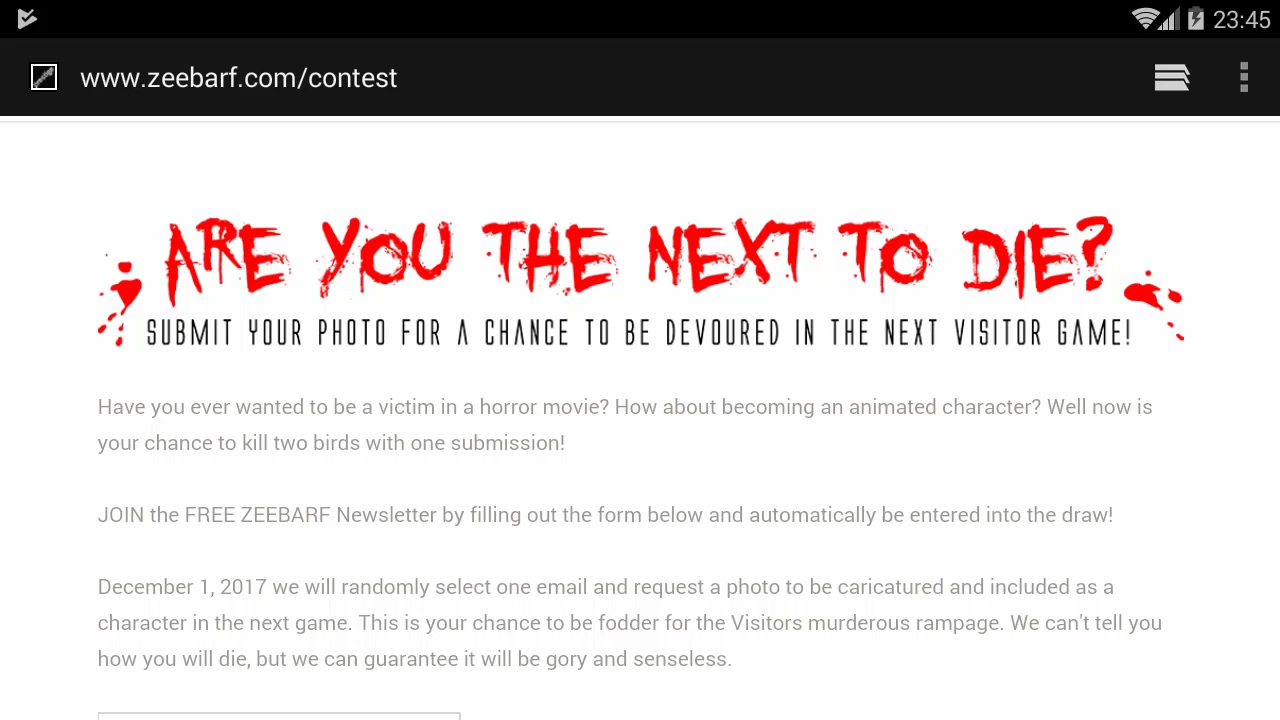 23:45
www.zeebarf.com/contest
ARE YOU THE NEXT TO DIE?
SUBMIT YOUR PHOTO FOR A CHANCE TO BE DEVOURED IN THE NEXT VISITOR GAME!
Have you ever wanted to be a victim in a horror movie? How about becoming an animated character? Well now is
your chance to kill two birds with one submission!
JOIN the FREE ZEEBARF Newsletter by filling out the form below and automatically be entered into the draw!
December 1, 2017 we will randomly select one email and request a photo to be caricatured and included as a
character in the next game. This is your chance to be fodder for the Visitors murderous rampage. We can't tell you
how you will die, but we can guarantee it will be gory and senseless.